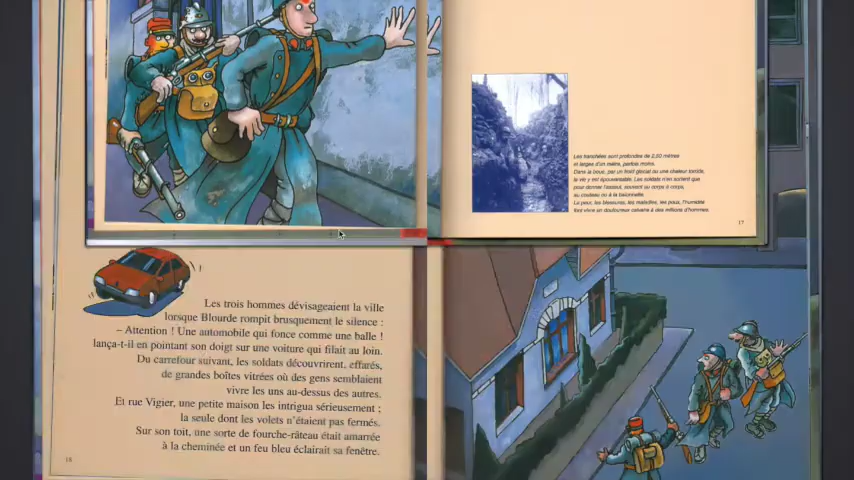 Les tranchées sont profondes de 2,50 mètres
et larges d'un mètre, parfois moins.
Dans la boue, par un froid glacial ou une chaleur torride,
la vie y est épouvantable. Les soldats n'en sortent que
pour donner l'assaut, souvent au corps à corps,
au couteau ou à la baïonnette.
La peur, les blessures, les maladies, les poux, l'humidité
font vivre un douloureux calvaire à des millions d'hommes.
17
Les trois hommes dévisageaient la ville
lorsque Blourde rompit brusquement le silence :
– Attention ! Une automobile qui fonce comme une balle !
lança-t-il en pointant son doigt sur une voiture qui filait au loin.
Du carrefour suivant, les soldats découvrirent, effarés,
de grandes boîtes vitrées où des gens semblaient
vivre les uns au-dessus des autres.
Et rue Vigier, une petite maison les intrigua sérieusement ;
la seule dont les volets n'étaient pas fermés.
Sur son toit, une sorte de fourche-râteau était amarrée
à la cheminée et un feu bleu éclairait sa fenêtre.